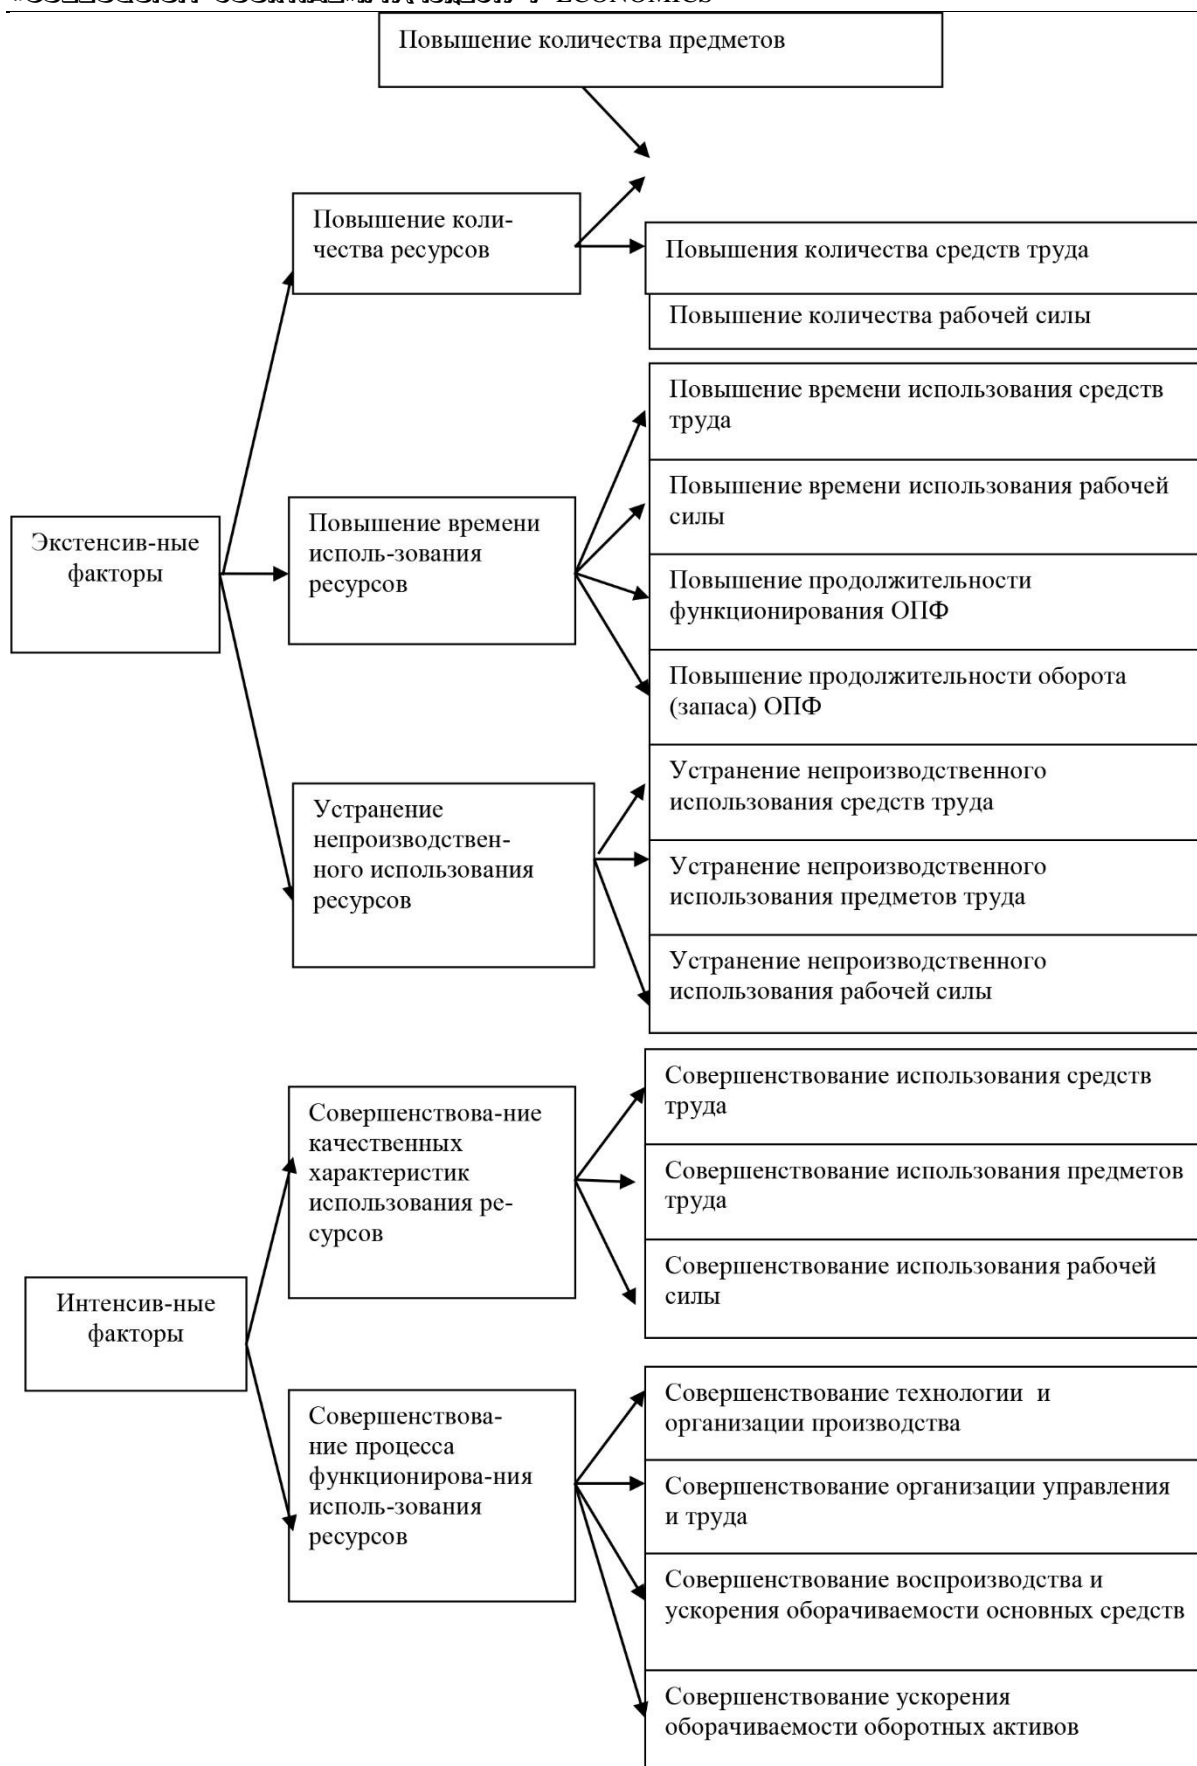 ECONOMICS
Повышение количества предметов
Повышение коли-
чества ресурсов
Повышения количества средств труда
Повышение количества рабочей силы
Повышение времени использования средств
труда
Повышение времени использования рабочей
силы
Экстенсив-ные
факторы
Повышение времени
исполь-зования
ресурсов
Повышение продолжительности
функционирования ОПФ
Повышение продолжительности оборота
(запаса) ОПФ
Устранение непроизводственного
использования средств труда
Устранение
непроизводствен-
ного использования
ресурсов
Устранение непроизводственного
использования предметов труда
Устранение непроизводственного
использования рабочей силы
Совершенствование использования средств
труда
Совершенствова-ние
качественных
характеристик
использования ре-
сурсов
Совершенствование использования предметов
труда
Совершенствование использования рабочей
силы
Интенсив-ные
факторы
Совершенствование технологии и
организации производства
Совершенствова-
ние процесса
функционирова-ния
исполь-зования
ресурсов
Совершенствование организации управления
и труда
Совершенствование воспроизводства и
ускорения оборачиваемости основных средств
Совершенствование ускорения
оборачиваемости оборотных активов